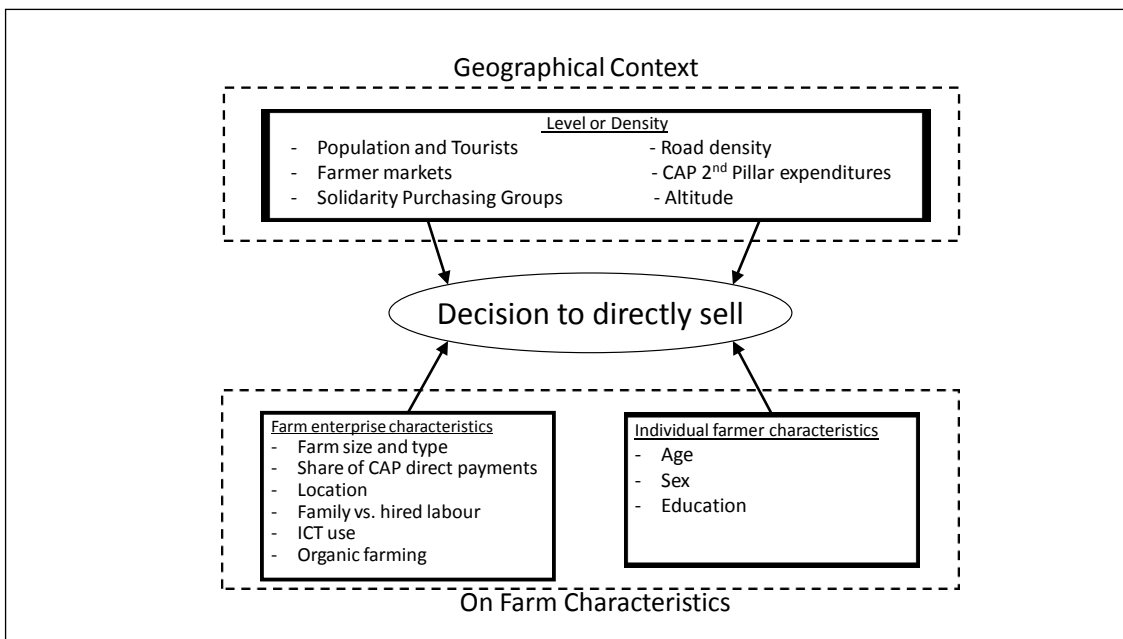 Geographical Context
Level or Density
- Population and Tourists
- Farmer markets
- Solidarity Purchasing Groups
- Road density
- CAP 2nd Pillar expenditures
- Altitude
Decision to directly sell
Farm enterprise characteristics
- Farm size and type
- Share of CAP direct payments
- Location
- Family vs. hired labour
- ICT use
- Organic farming
Individual farmer characteristics
- Age
- Sex
- Education
On Farm Characteristics